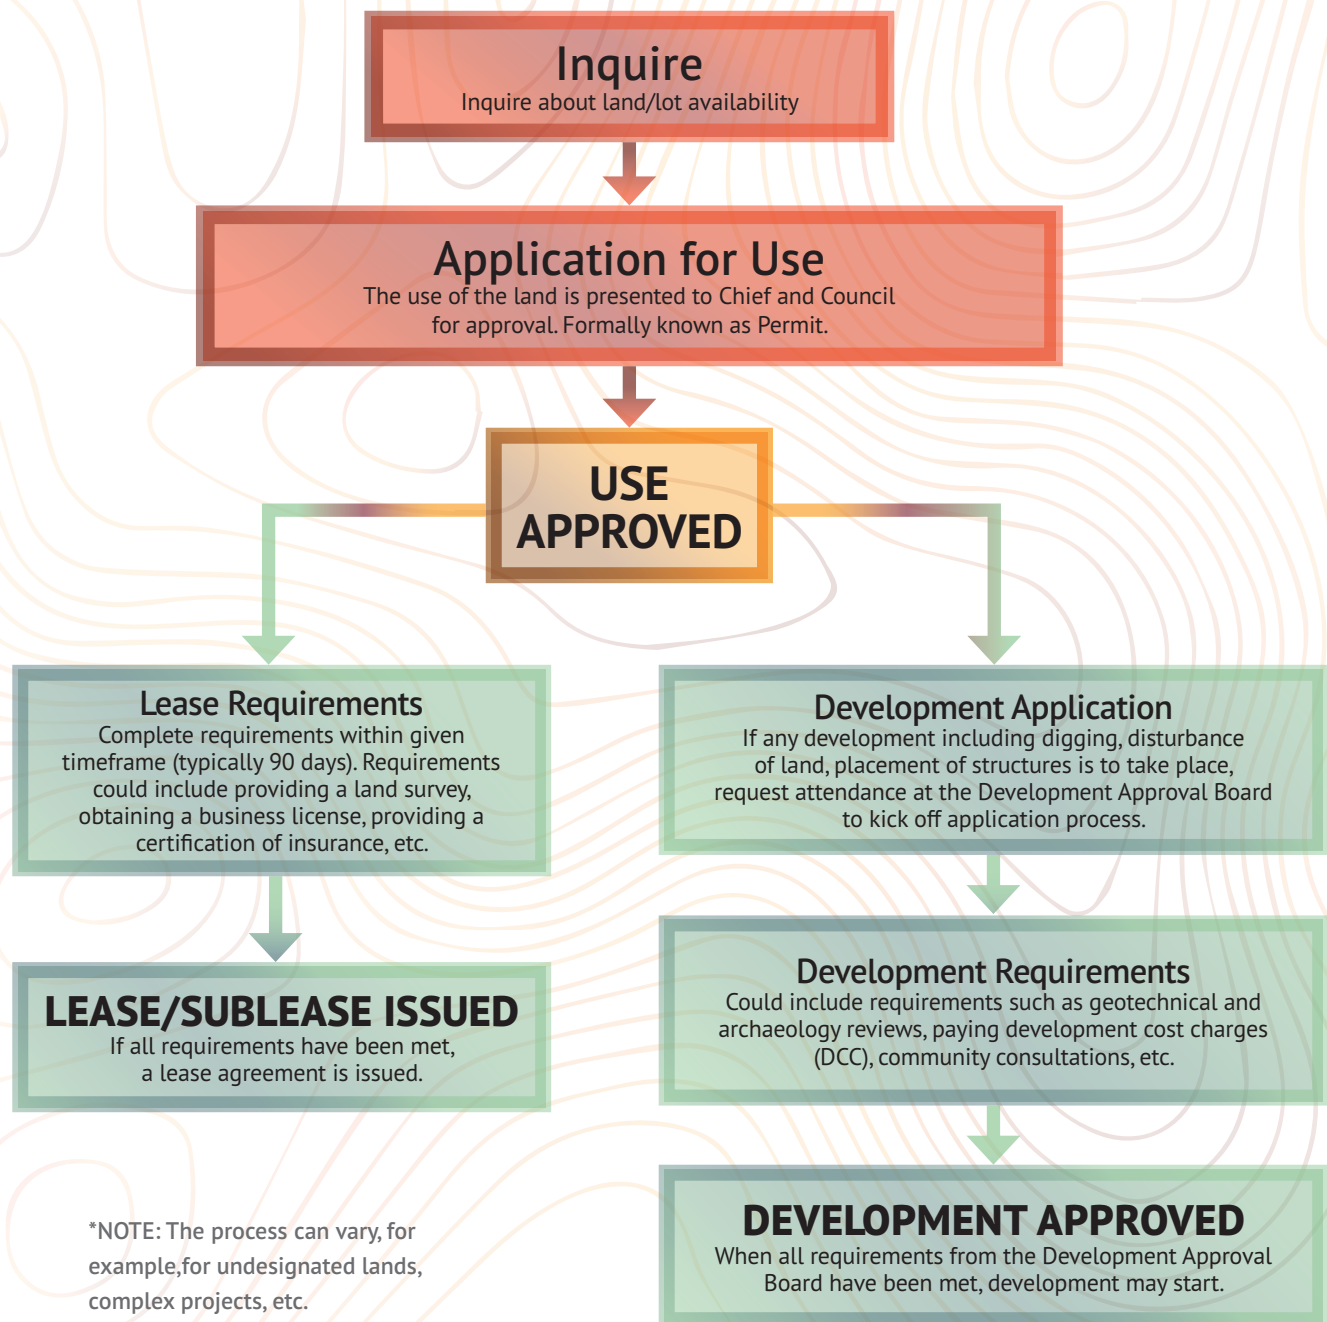 Inquire
Inquire about land/lot availability
Application for Use
The use of the land is presented to Chief and Council
for approval. Formally known as Permit.
USE
APPROVED
Lease Requirements
Complete requirements within given
timeframe (typically 90 days). Requirements
could include providing a land survey,
obtaining a business license, providing a
certification of insurance, etc.
LEASE/SUBLEASE ISSUED
If all requirements have been met,
a lease agreement is issued.
Development Application
If any development including digging, disturbance
of land, placement of structures is to take place,
request attendance at the Development Approval Board
to kick off application process.
Development Requirements
Could include requirements such as geotechnical and
archaeology reviews, paying development cost charges
(DCC), community consultations, etc.
DEVELOPMENT APPROVED
When all requirements from the Development Approval
Board have been met, development may start.
*NOTE: The process can vary, for
example,for undesignated lands,
complex projects, etc.